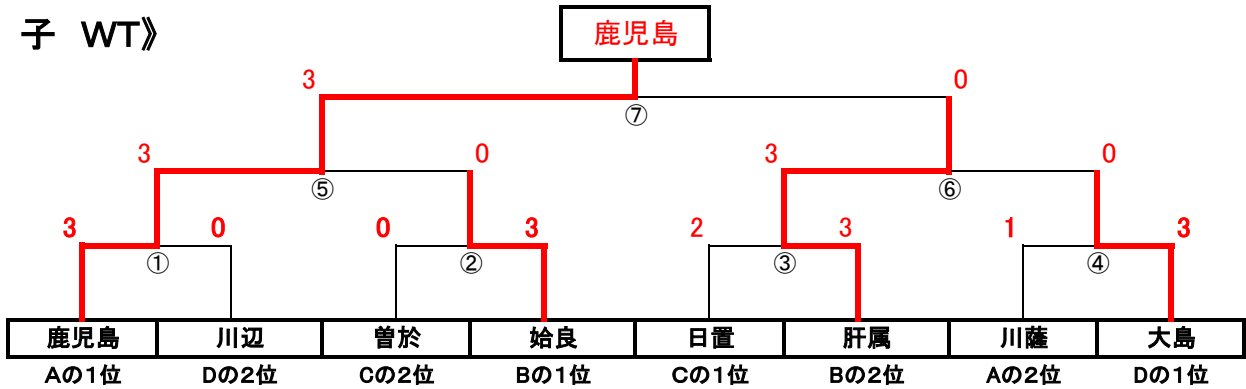 子 WT》
鹿児島
3 0
⑦
3 0 3 0
⑤ ⑥
3 0 0 3 2 3 1 3
① ② ③ ④
鹿児島 川辺 曽於 姶良 日置 肝属 川薩 大島
Aの1位 Dの2位 Cの2位 Bの1位 Cの1位 Bの2位 Aの2位 Dの1位